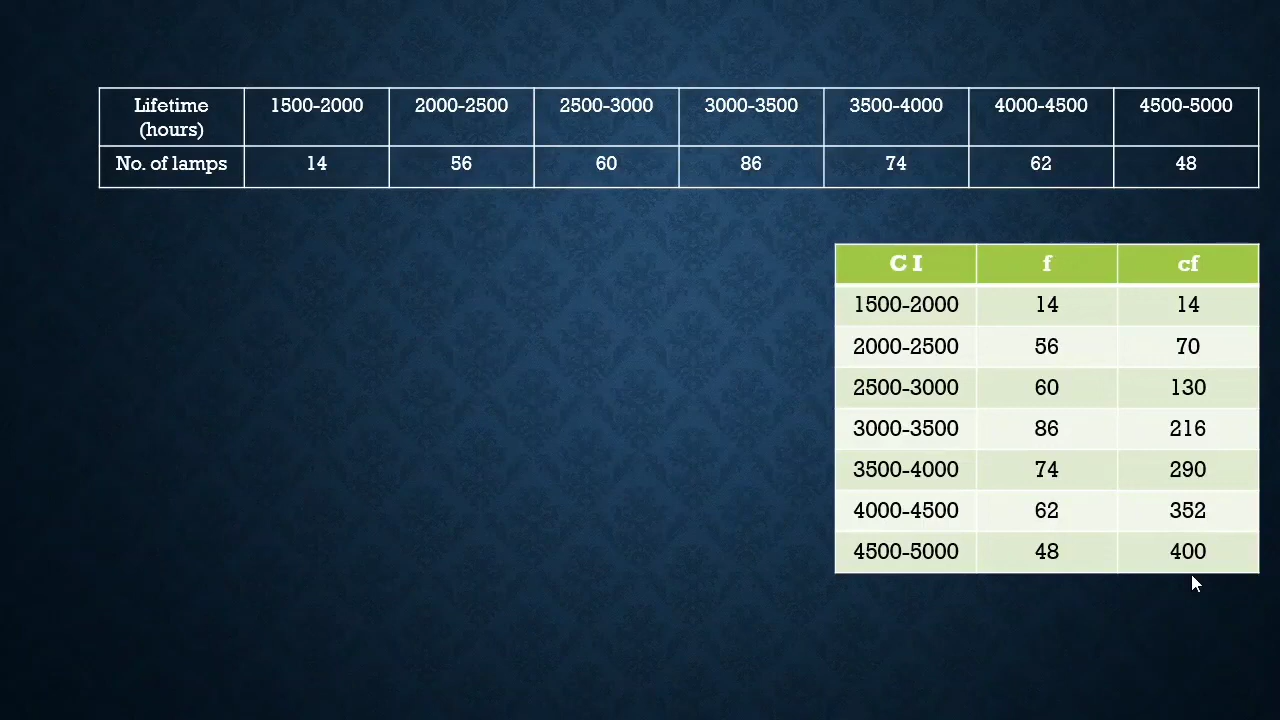 Lifetime (hours) 1500-2000 2000-2500 2500-3000 3000-3500 3500-4000 4000-4500 4500-5000
No. of lamps 14 56 60 86 74 62 48
C I f cf
1500-2000 14 14
2000-2500 56 70
2500-3000 60 130
3000-3500 86 216
3500-4000 74 290
4000-4500 62 352
4500-5000 48 400